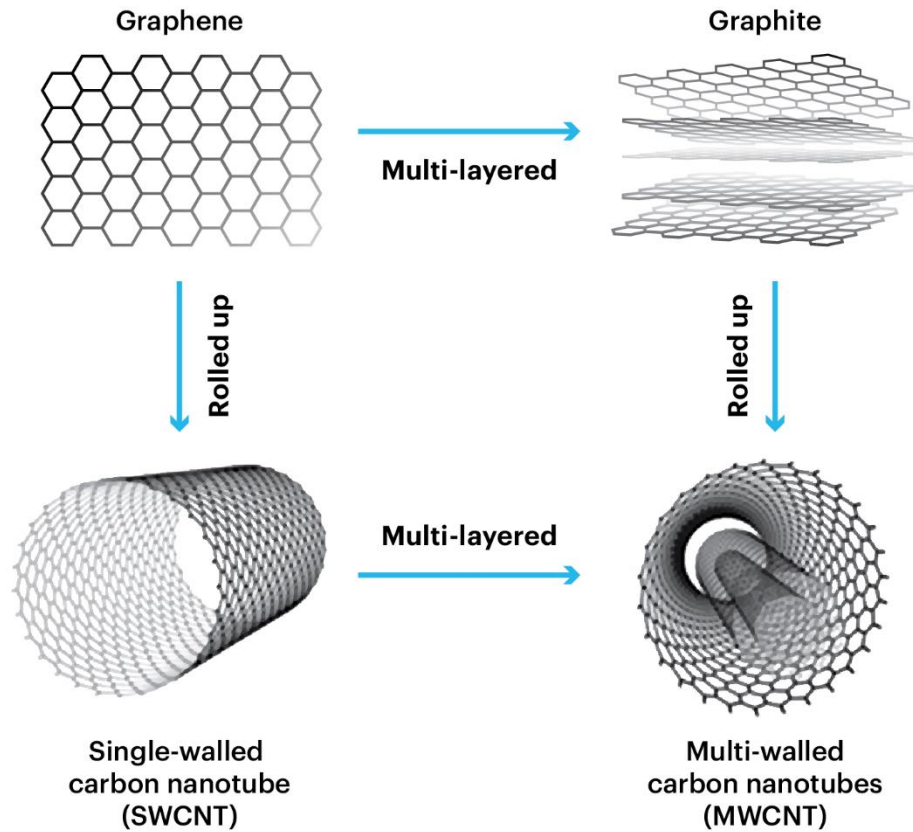 Graphene
Graphite
Multi-layered
Rolled up
Rolled up
Multi-layered
Single-walled
carbon nanotube
(SWCNT)
Multi-walled
carbon nanotubes
(MWCNT)